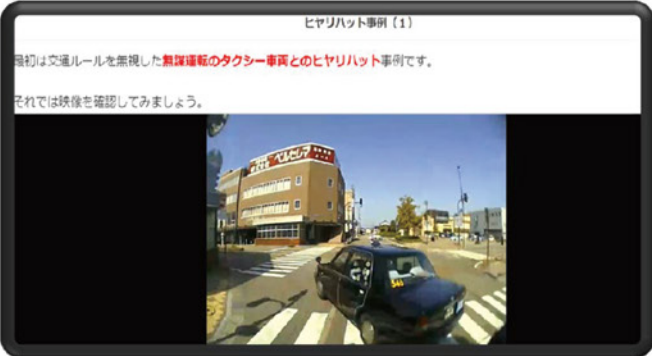 ヒヤリハット事例（1）
最初は交通ルールを無視した無謀運転のタクシー車両とのヒヤリハット事例です。
それでは映像を確認してみましょう。
ベルセレマ
541